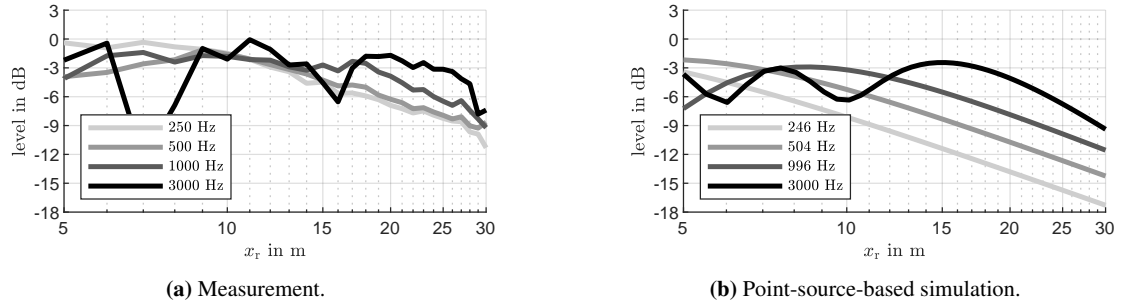 3
0
-3
-6
-9
-12
-15
-18
level in dB
250 Hz
500 Hz
1000 Hz
3000 Hz
5 10 15 20 25 30
x_r in m
(a) Measurement.
3
0
-3
-6
-9
-12
-15
-18
level in dB
246 Hz
504 Hz
996 Hz
3000 Hz
5 10 20 30
x_r in m
(b) Point-source-based simulation.